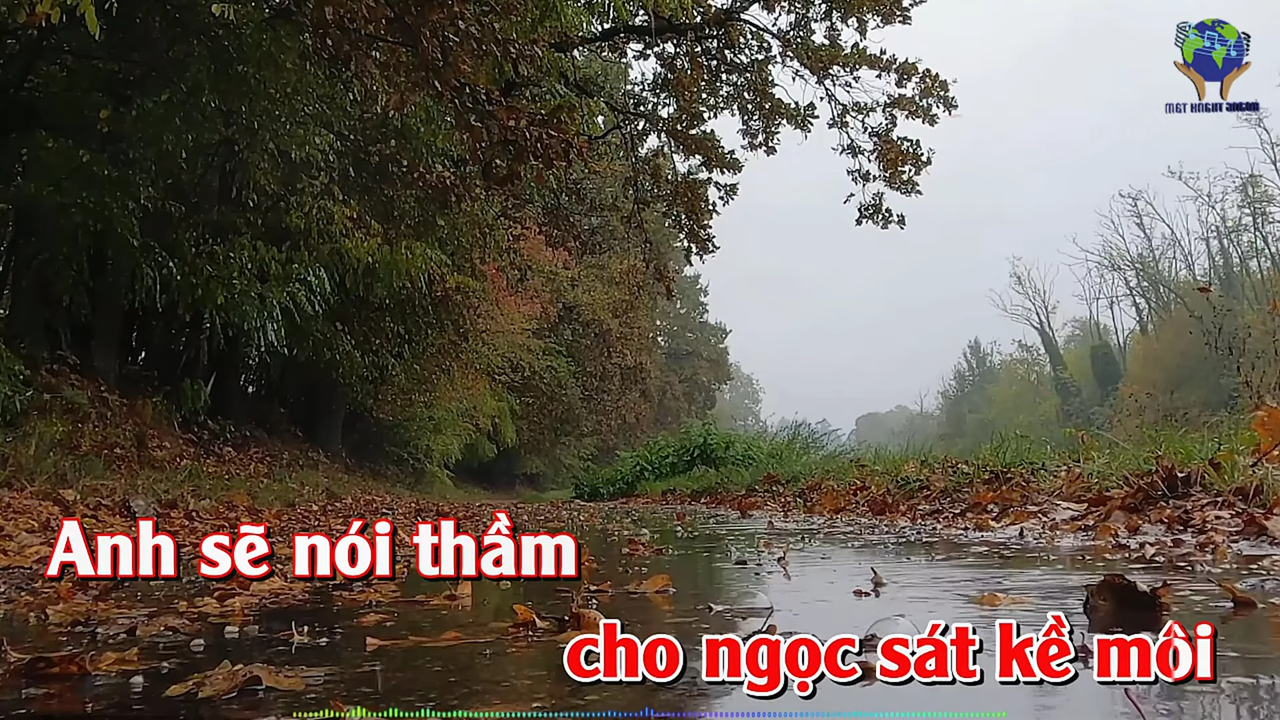 Anh sẽ nói thầm
cho ngọc sát kề môi